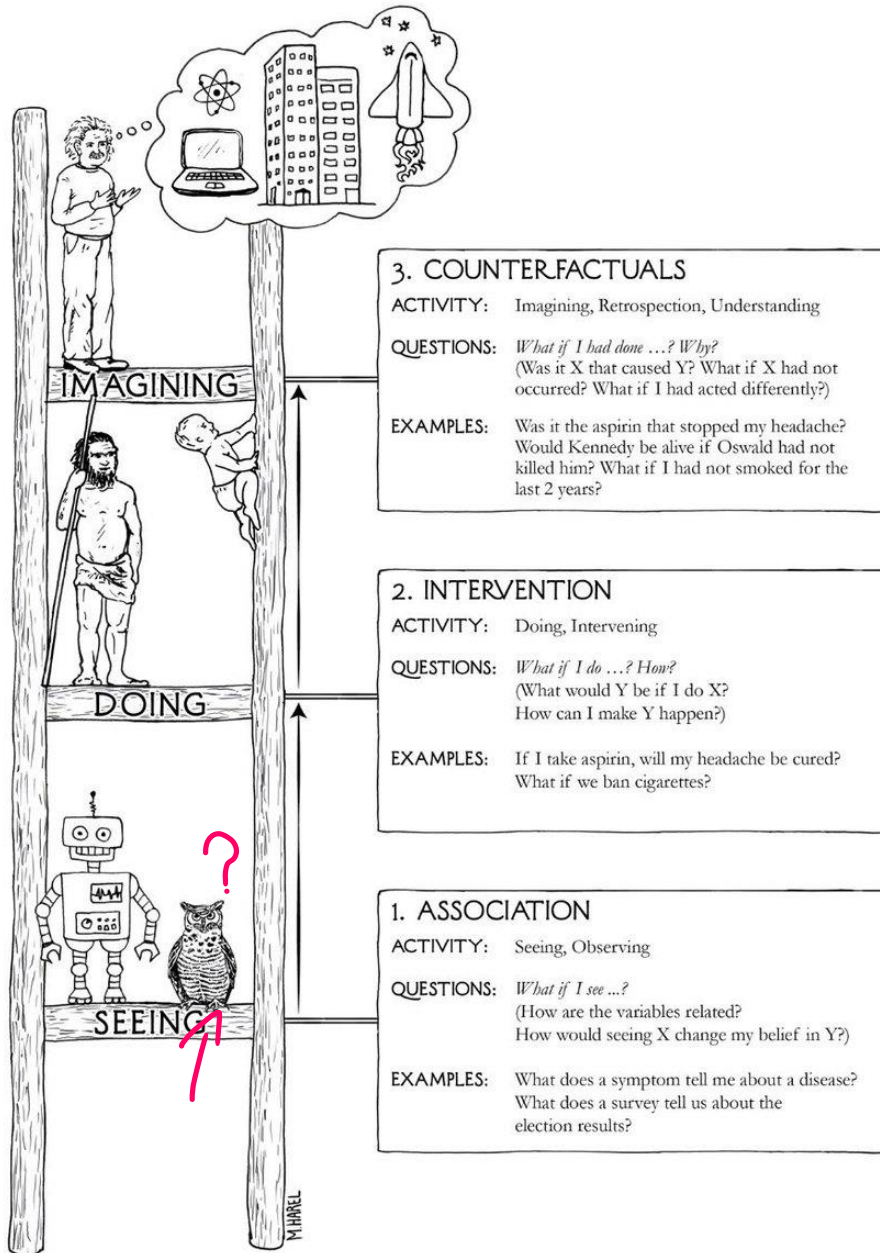 IMAGINING
3. COUNTERFACTUALS
ACTIVITY: Imagining, Retrospection, Understanding
QUESTIONS: What if I had done …? Why?
(Was it X that caused Y? What if X had not
occurred? What if I had acted differently?)
EXAMPLES: Was it the aspirin that stopped my headache?
Would Kennedy be alive if Oswald had not
killed him? What if I had not smoked for the
last 2 years?
DOING
2. INTERVENTION
ACTIVITY: Doing, Intervening
QUESTIONS: What if I do …? How?
(What would Y be if I do X?
How can I make Y happen?)
EXAMPLES: If I take aspirin, will my headache be cured?
What if we ban cigarettes?
?
SEEING
1. ASSOCIATION
ACTIVITY: Seeing, Observing
QUESTIONS: What if I see ...?
(How are the variables related?
How would seeing X change my belief in Y?)
EXAMPLES: What does a symptom tell me about a disease?
What does a survey tell us about the
election results?
M.HAREL